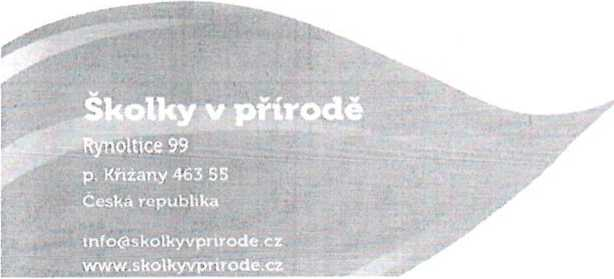 Školky v přírodě
Rynoltice 99
p. Křižany 463 55
Česká republika
info@skolkyvprirode.cz
www.skolkyvprirode.cz